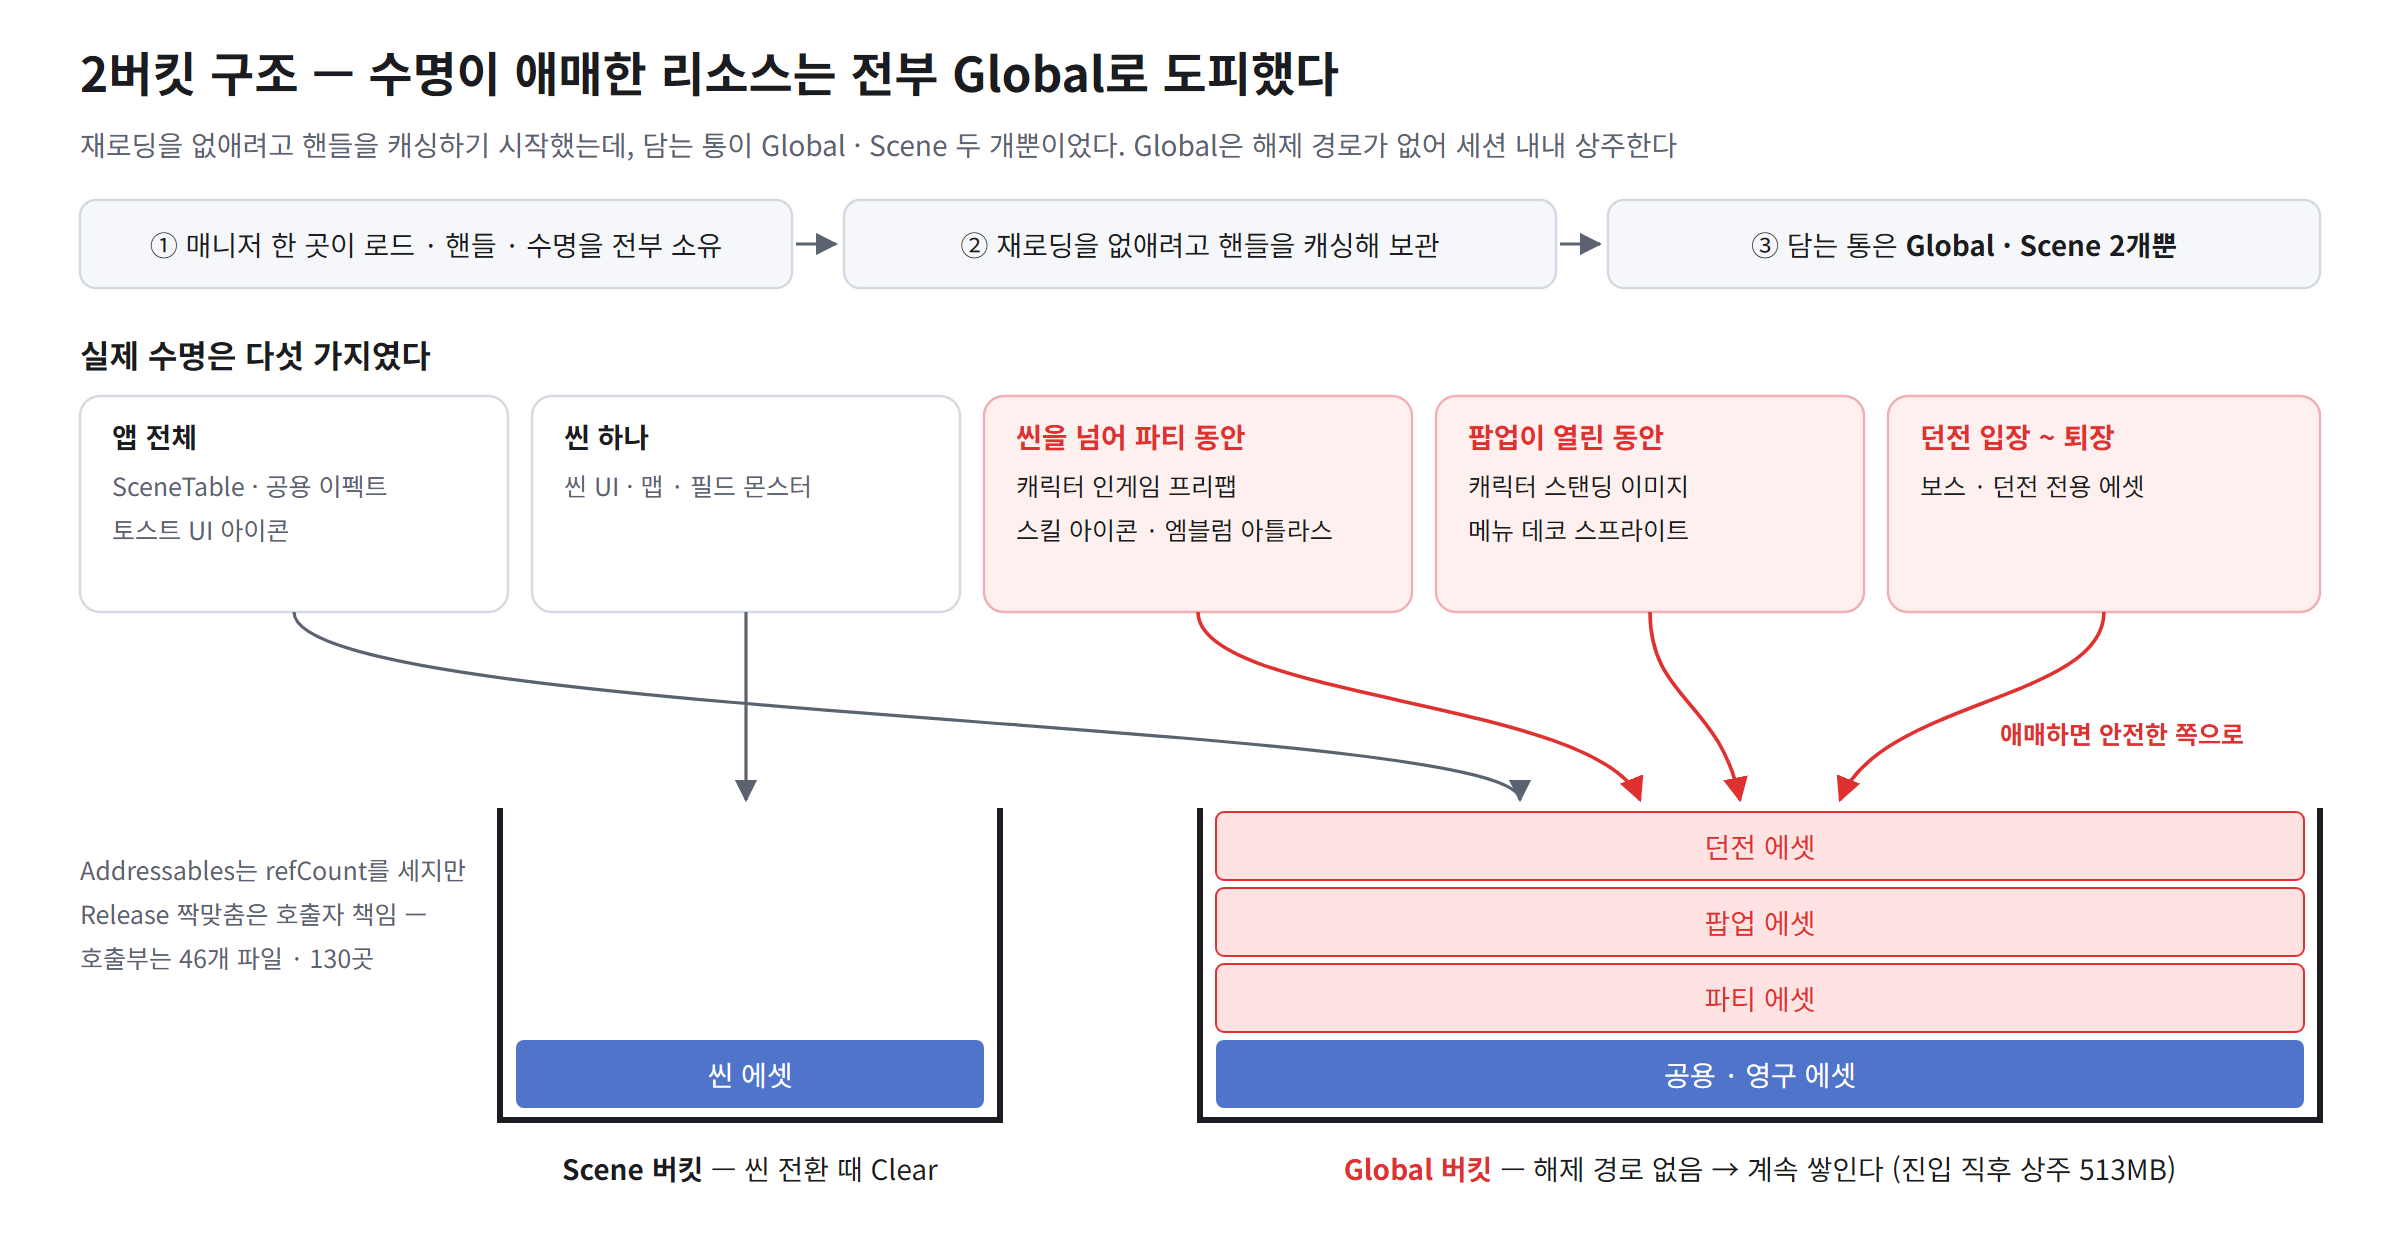 2버킷 구조 — 수명이 애매한 리소스는 전부 Global로 도피했다
재로딩을 없애려고 핸들을 캐싱하기 시작했는데, 담는 통이 Global · Scene 두 개뿐이었다. Global은 해제 경로가 없어 세션 내내 상주한다
① 매니저 한 곳이 로드 · 핸들 · 수명을 전부 소유
② 재로딩을 없애려고 핸들을 캐싱해 보관
③ 담는 통은 Global · Scene 2개뿐
실제 수명은 다섯 가지였다
앱 전체
SceneTable · 공용 이펙트
토스트 UI 아이콘
씬 하나
씬 UI · 맵 · 필드 몬스터
씬을 넘어 파티 동안
캐릭터 인게임 프리팹
스킬 아이콘 · 엠블럼 아틀라스
팝업이 열린 동안
캐릭터 스탠딩 이미지
메뉴 데코 스프라이트
던전 입장 ~ 퇴장
보스 · 던전 전용 에셋
애매하면 안전한 쪽으로
Addressables는 refCount를 세지만
Release 짝맞춤은 호출자 책임 —
호출부는 46개 파일 · 130곳
씬 에셋
던전 에셋
팝업 에셋
파티 에셋
공용 · 영구 에셋
Scene 버킷 — 씬 전환 때 Clear
Global 버킷 — 해제 경로 없음 → 계속 쌓인다 (진입 직후 상주 513MB)